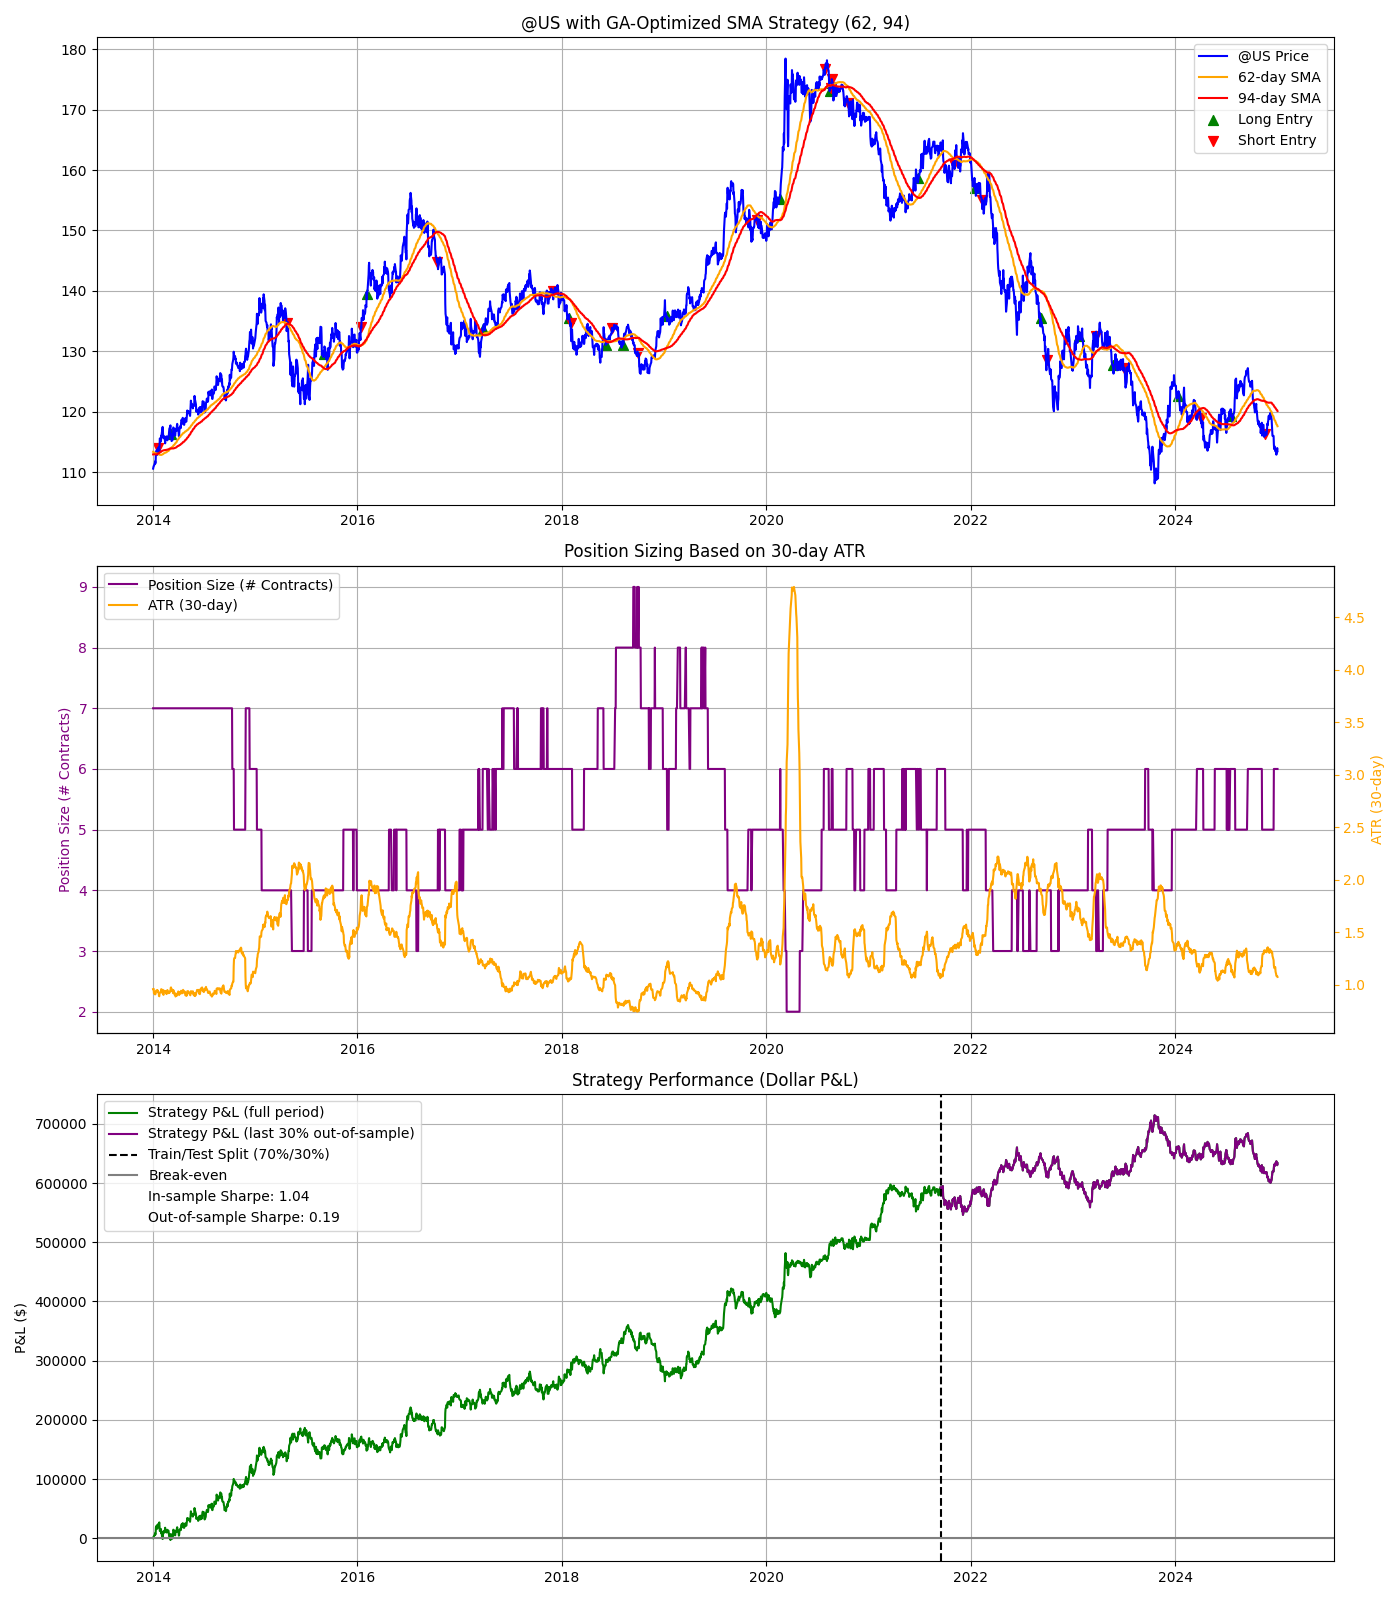 @US with GA-Optimized SMA Strategy (62, 94)
180
170
160
150
140
130
120
110
@US Price
62-day SMA
94-day SMA
Long Entry
Short Entry
2014 2016 2018 2020 2022 2024
Position Sizing Based on 30-day ATR
Position Size (# Contracts)
9
8
7
6
5
4
3
2
Position Size (# Contracts)
ATR (30-day)
4.5
4.0
3.5
3.0
2.5
2.0
1.5
1.0
ATR (30-day)
2014 2016 2018 2020 2022 2024
Strategy Performance (Dollar P&L)
P&L ($)
700000
600000
500000
400000
300000
200000
100000
0
Strategy P&L (full period)
Strategy P&L (last 30% out-of-sample)
Train/Test Split (70%/30%)
Break-even
In-sample Sharpe: 1.04
Out-of-sample Sharpe: 0.19
2014 2016 2018 2020 2022 2024